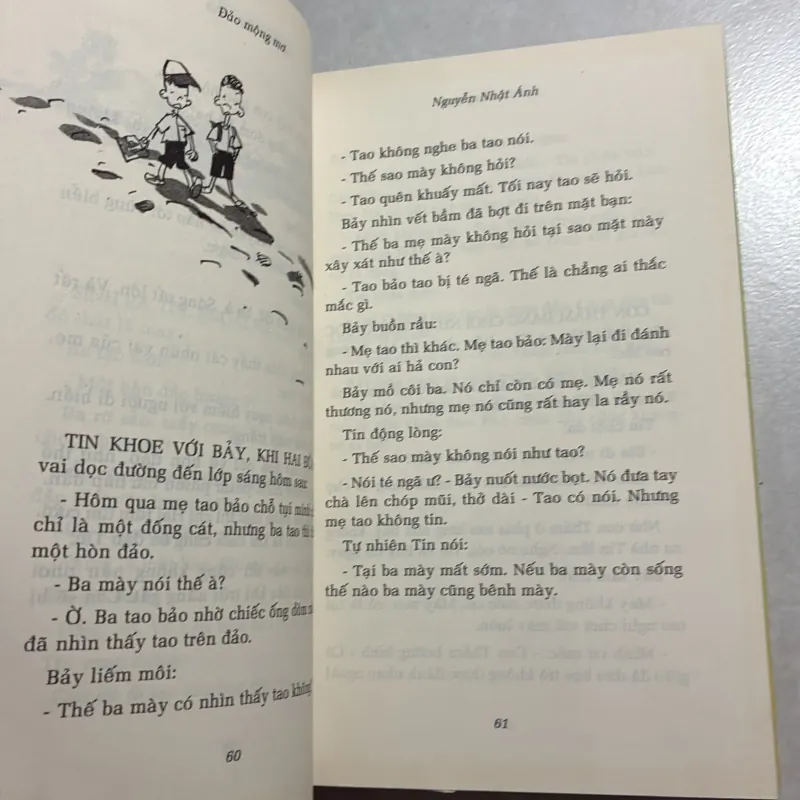 Đảo mộng mơ
TIN KHOE VỚI BẢY, KHI HAI
vai dọc đường đến lớp sáng hôm sau:
- Hôm qua mẹ tao bảo chỗ tụi mình
chỉ là một đống cát, nhưng ba tao thì
một hòn đảo.
- Ba mày nói thế à?
- Ờ. Ba tao bảo nhờ chiếc ống dòm
đã nhìn thấy tao trên đảo.
Bảy liếm môi:
- Thế ba mày có nhìn thấy tao không
60
Nguyễn Nhật Ánh
- Tao không nghe ba tao nói.
- Thế sao mày không hỏi?
- Tao quên khuấy mất. Tối nay tao sẽ hỏi.
Bảy nhìn vết bầm đã bợt đi trên mặt bạn:
- Thế ba mẹ mày không hỏi tại sao mặt mày
xây xát như thế à?
- Tao bảo tao bị té ngã. Thế là chẳng ai thắc
mắc gì.
Bảy buồn rầu:
- Mẹ tao thì khác. Mẹ tao bảo: Mày lại đi đánh
nhau với ai hả con?
Bảy mồ côi ba. Nó chỉ còn có mẹ. Mẹ nó rất
thương nó, nhưng mẹ nó cũng rất hay la rầy nó.
Tin động lòng:
- Thế sao mày không nói như tao?
- Nói té ngã ư? - Bảy nuốt nước bọt. Nó đưa tay
chà lên chóp mũi, thở dài - Tao có nói. Nhưng
mẹ tao không tin.
Tự nhiên Tin nói:
- Tại ba mày mất sớm. Nếu ba mày còn sống
thế nào ba mày cũng bênh mày.
61